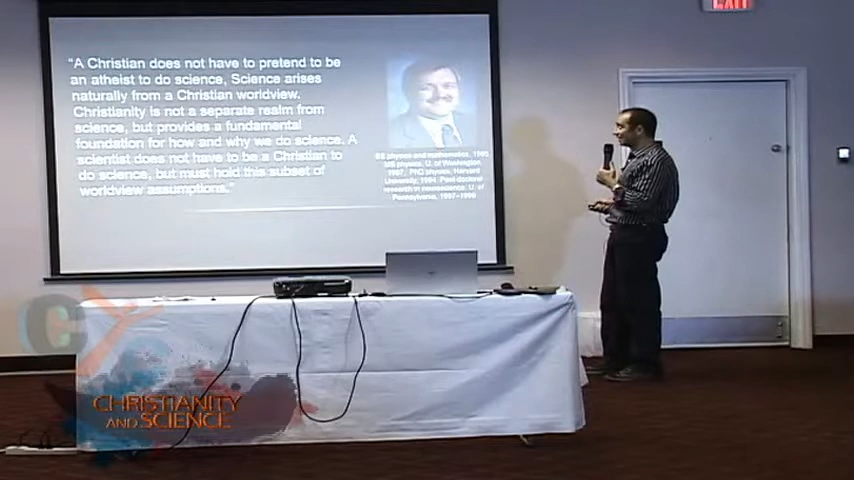 EXIT
"A Christian does not have to pretend to be
an atheist to do science, Science arises
naturally from a Christian worldview.
Christianity is not a separate realm from
science, but provides a fundamental
foundation for how and why we do science. A
scientist does not have to be a Christian to
do science, but must hold this subset of
worldview assumptions."
BS physics and mathematics, 1985
MS physics, U. of Washington
1987, PhD physics, Harvard
University, 1994. Post-doctoral
research in neuroscience, U. of
Pennsylvania, 1997-1998
CHRISTIANITY
AND SCIENCE